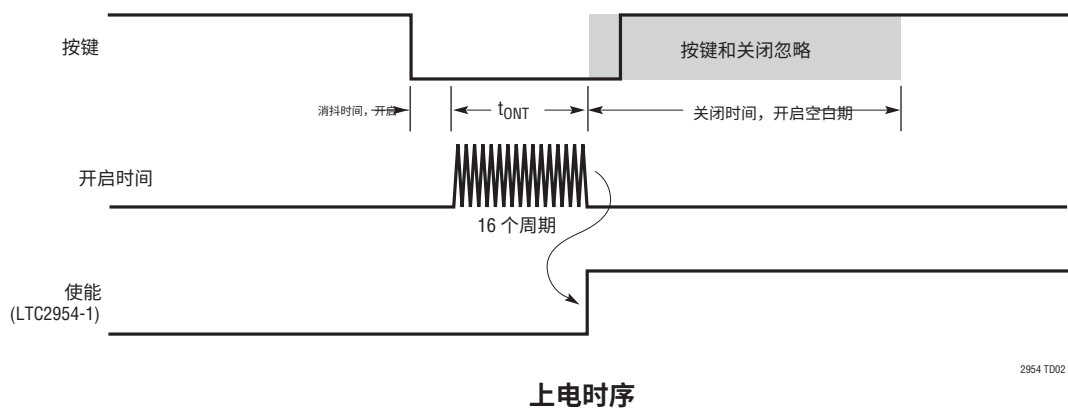 按键
按键和关闭忽略
消抖时间，开启
tONT
关闭时间，开启空白期
开启时间
16 个周期
使能
(LTC2954-1)
2954 TD02
上电时序